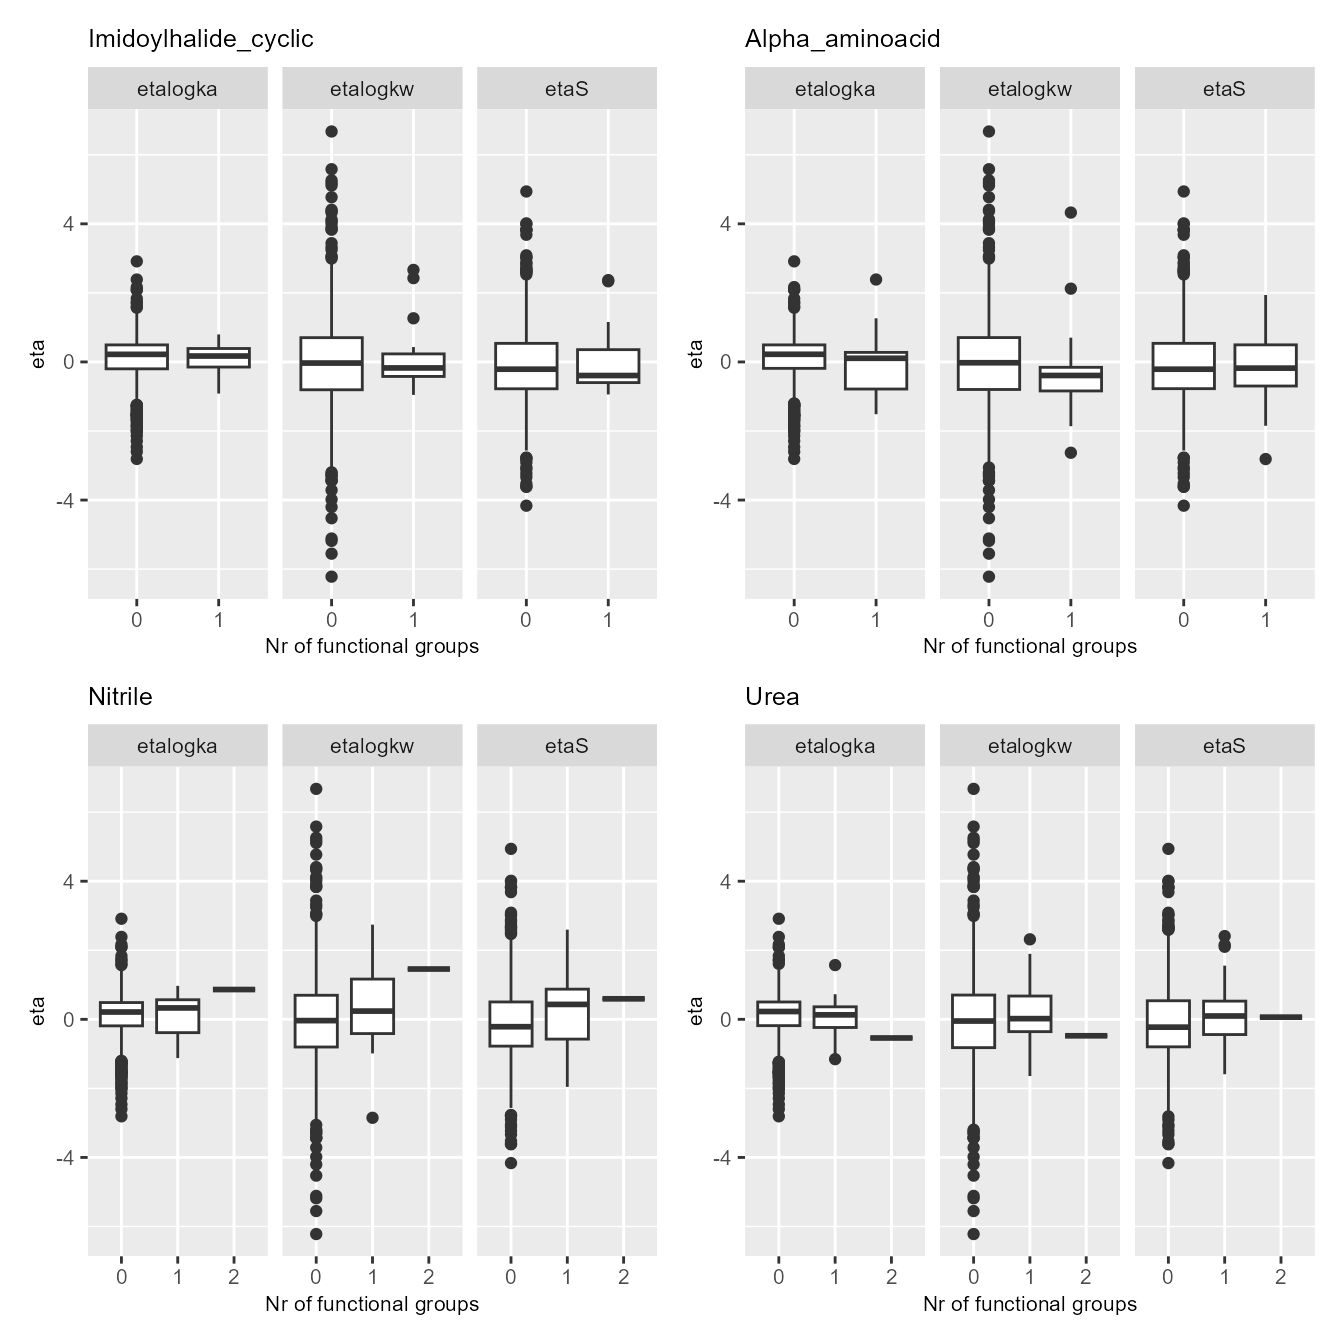 Imidoylhalide_cyclic
etalogka etalogkw etaS
eta
4
0
-4
0 1 0 1 0 1
Nr of functional groups
Alpha_aminoacid
etalogka etalogkw etaS
eta
4
0
-4
0 1 0 1 0 1
Nr of functional groups
Nitrile
etalogka etalogkw etaS
eta
4
0
-4
0 1 2 0 1 2 0 1 2
Nr of functional groups
Urea
etalogka etalogkw etaS
eta
4
0
-4
0 1 2 0 1 2 0 1 2
Nr of functional groups